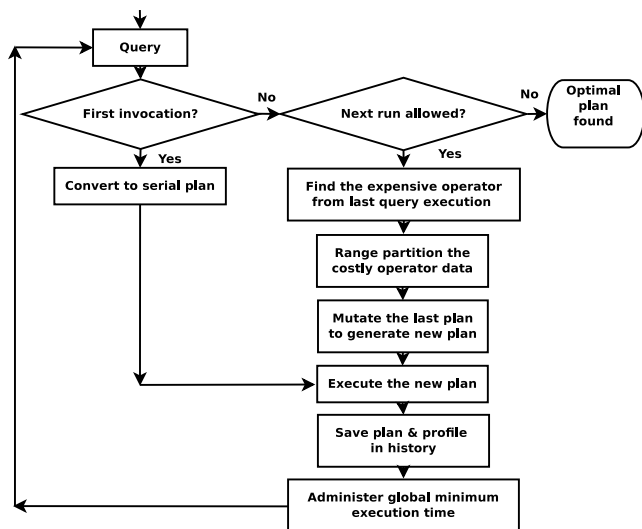 Query
First invocation?
No
Next run allowed?
No
Optimal
plan
found
Yes
Yes
Convert to serial plan
Find the expensive operator
from last query execution
Range partition the
costly operator data
Mutate the last plan
to generate new plan
Execute the new plan
Save plan & profile
in history
Administer global minimum
execution time